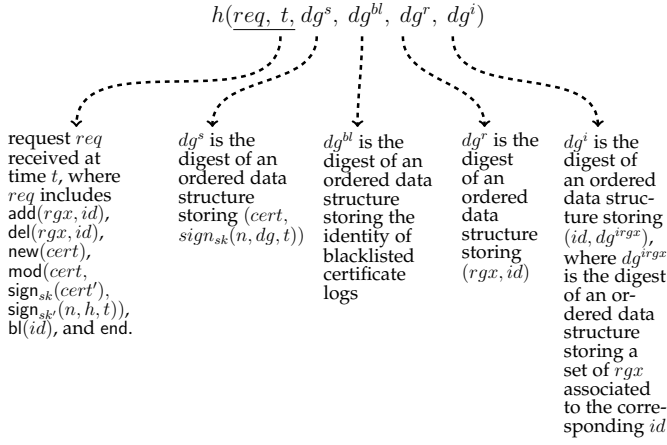 h(req, t, dg^s, dg^bl, dg^r, dg^i)
request req
received at
time t, where
req includes
add(rgx, id),
del(rgx, id),
new(cert),
mod(cert,
sign_sk(cert′),
sign_sk′(n, h, t)),
bl(id), and end.
dg^s is the
digest of an
ordered data
structure
storing (cert,
sign_sk(n, dg, t))
dg^bl is the
digest of an
ordered data
structure
storing the
identity of
blacklisted
certificate
logs
dg^r is the
digest
of an
ordered
data
structure
storing
(rgx, id)
dg^i is the
digest of
an ordered
data struc-
ture storing
(id, dg^irgx),
where dg^irgx
is the digest
of an or-
dered data
structure
storing a
set of rgx
associated
to the corre-
sponding id